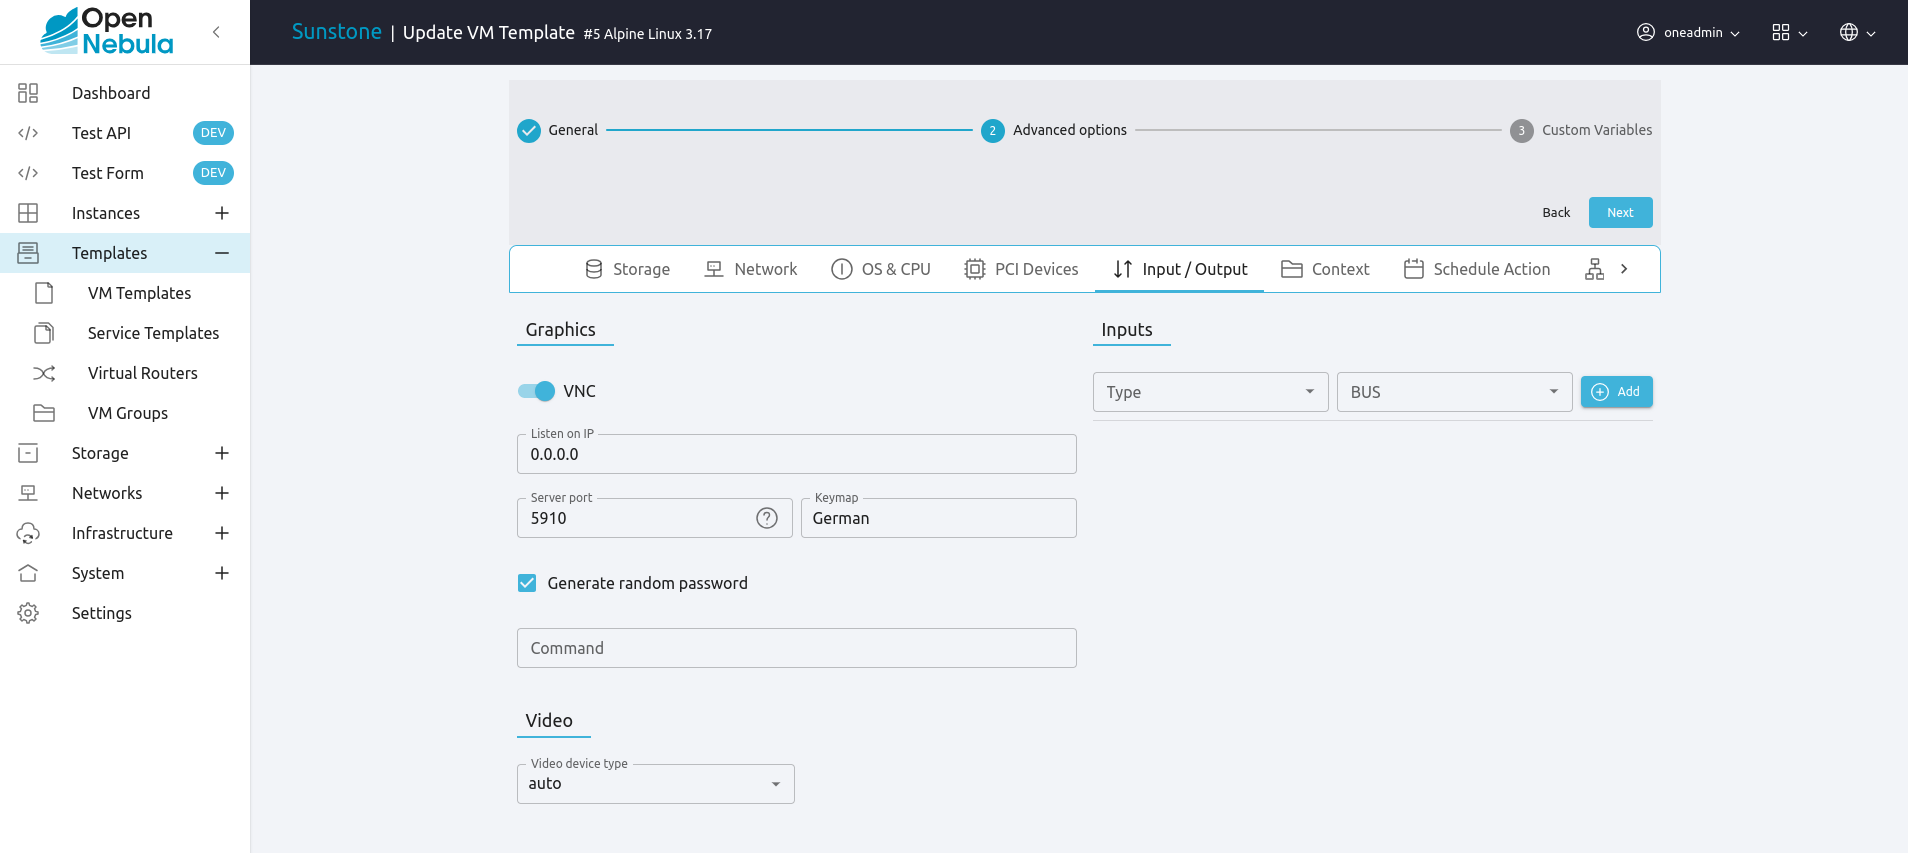 Open
Nebula
Sunstone | Update VM Template #5 Alpine Linux 3.17
oneadmin
Dashboard
Test API DEV
Test Form DEV
Instances
Templates
VM Templates
Service Templates
Virtual Routers
VM Groups
Storage
Networks
Infrastructure
System
Settings
General
2 Advanced options
3 Custom Variables
Back Next
Storage Network OS & CPU PCI Devices Input / Output Context Schedule Action
Graphics
VNC
Listen on IP
0.0.0.0
Server port
5910
Keymap
German
Generate random password
Command
Video
Video device type
auto
Inputs
Type BUS Add